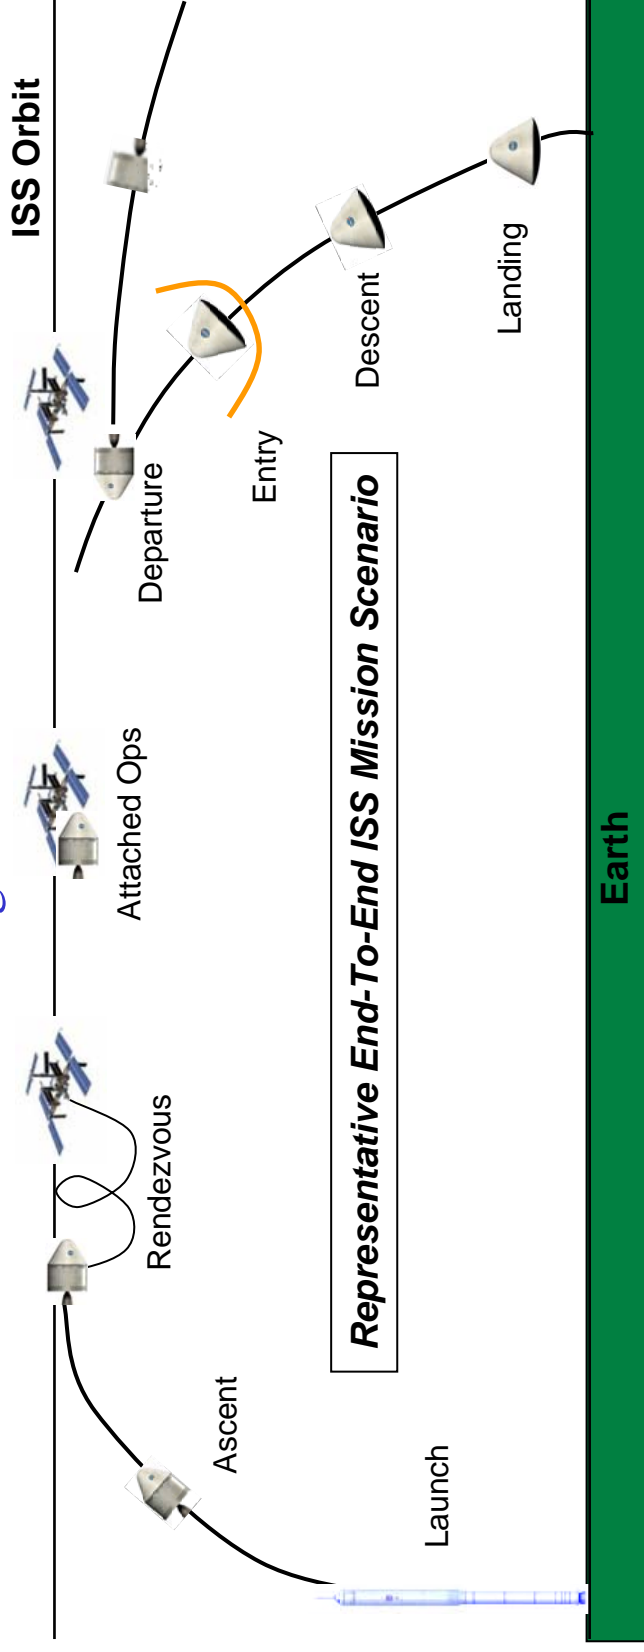 ISS Orbit
Rendezvous
Attached Ops
Departure
Ascent
Entry
Descent
Launch
Landing
Representative End-To-End ISS Mission Scenario
Earth